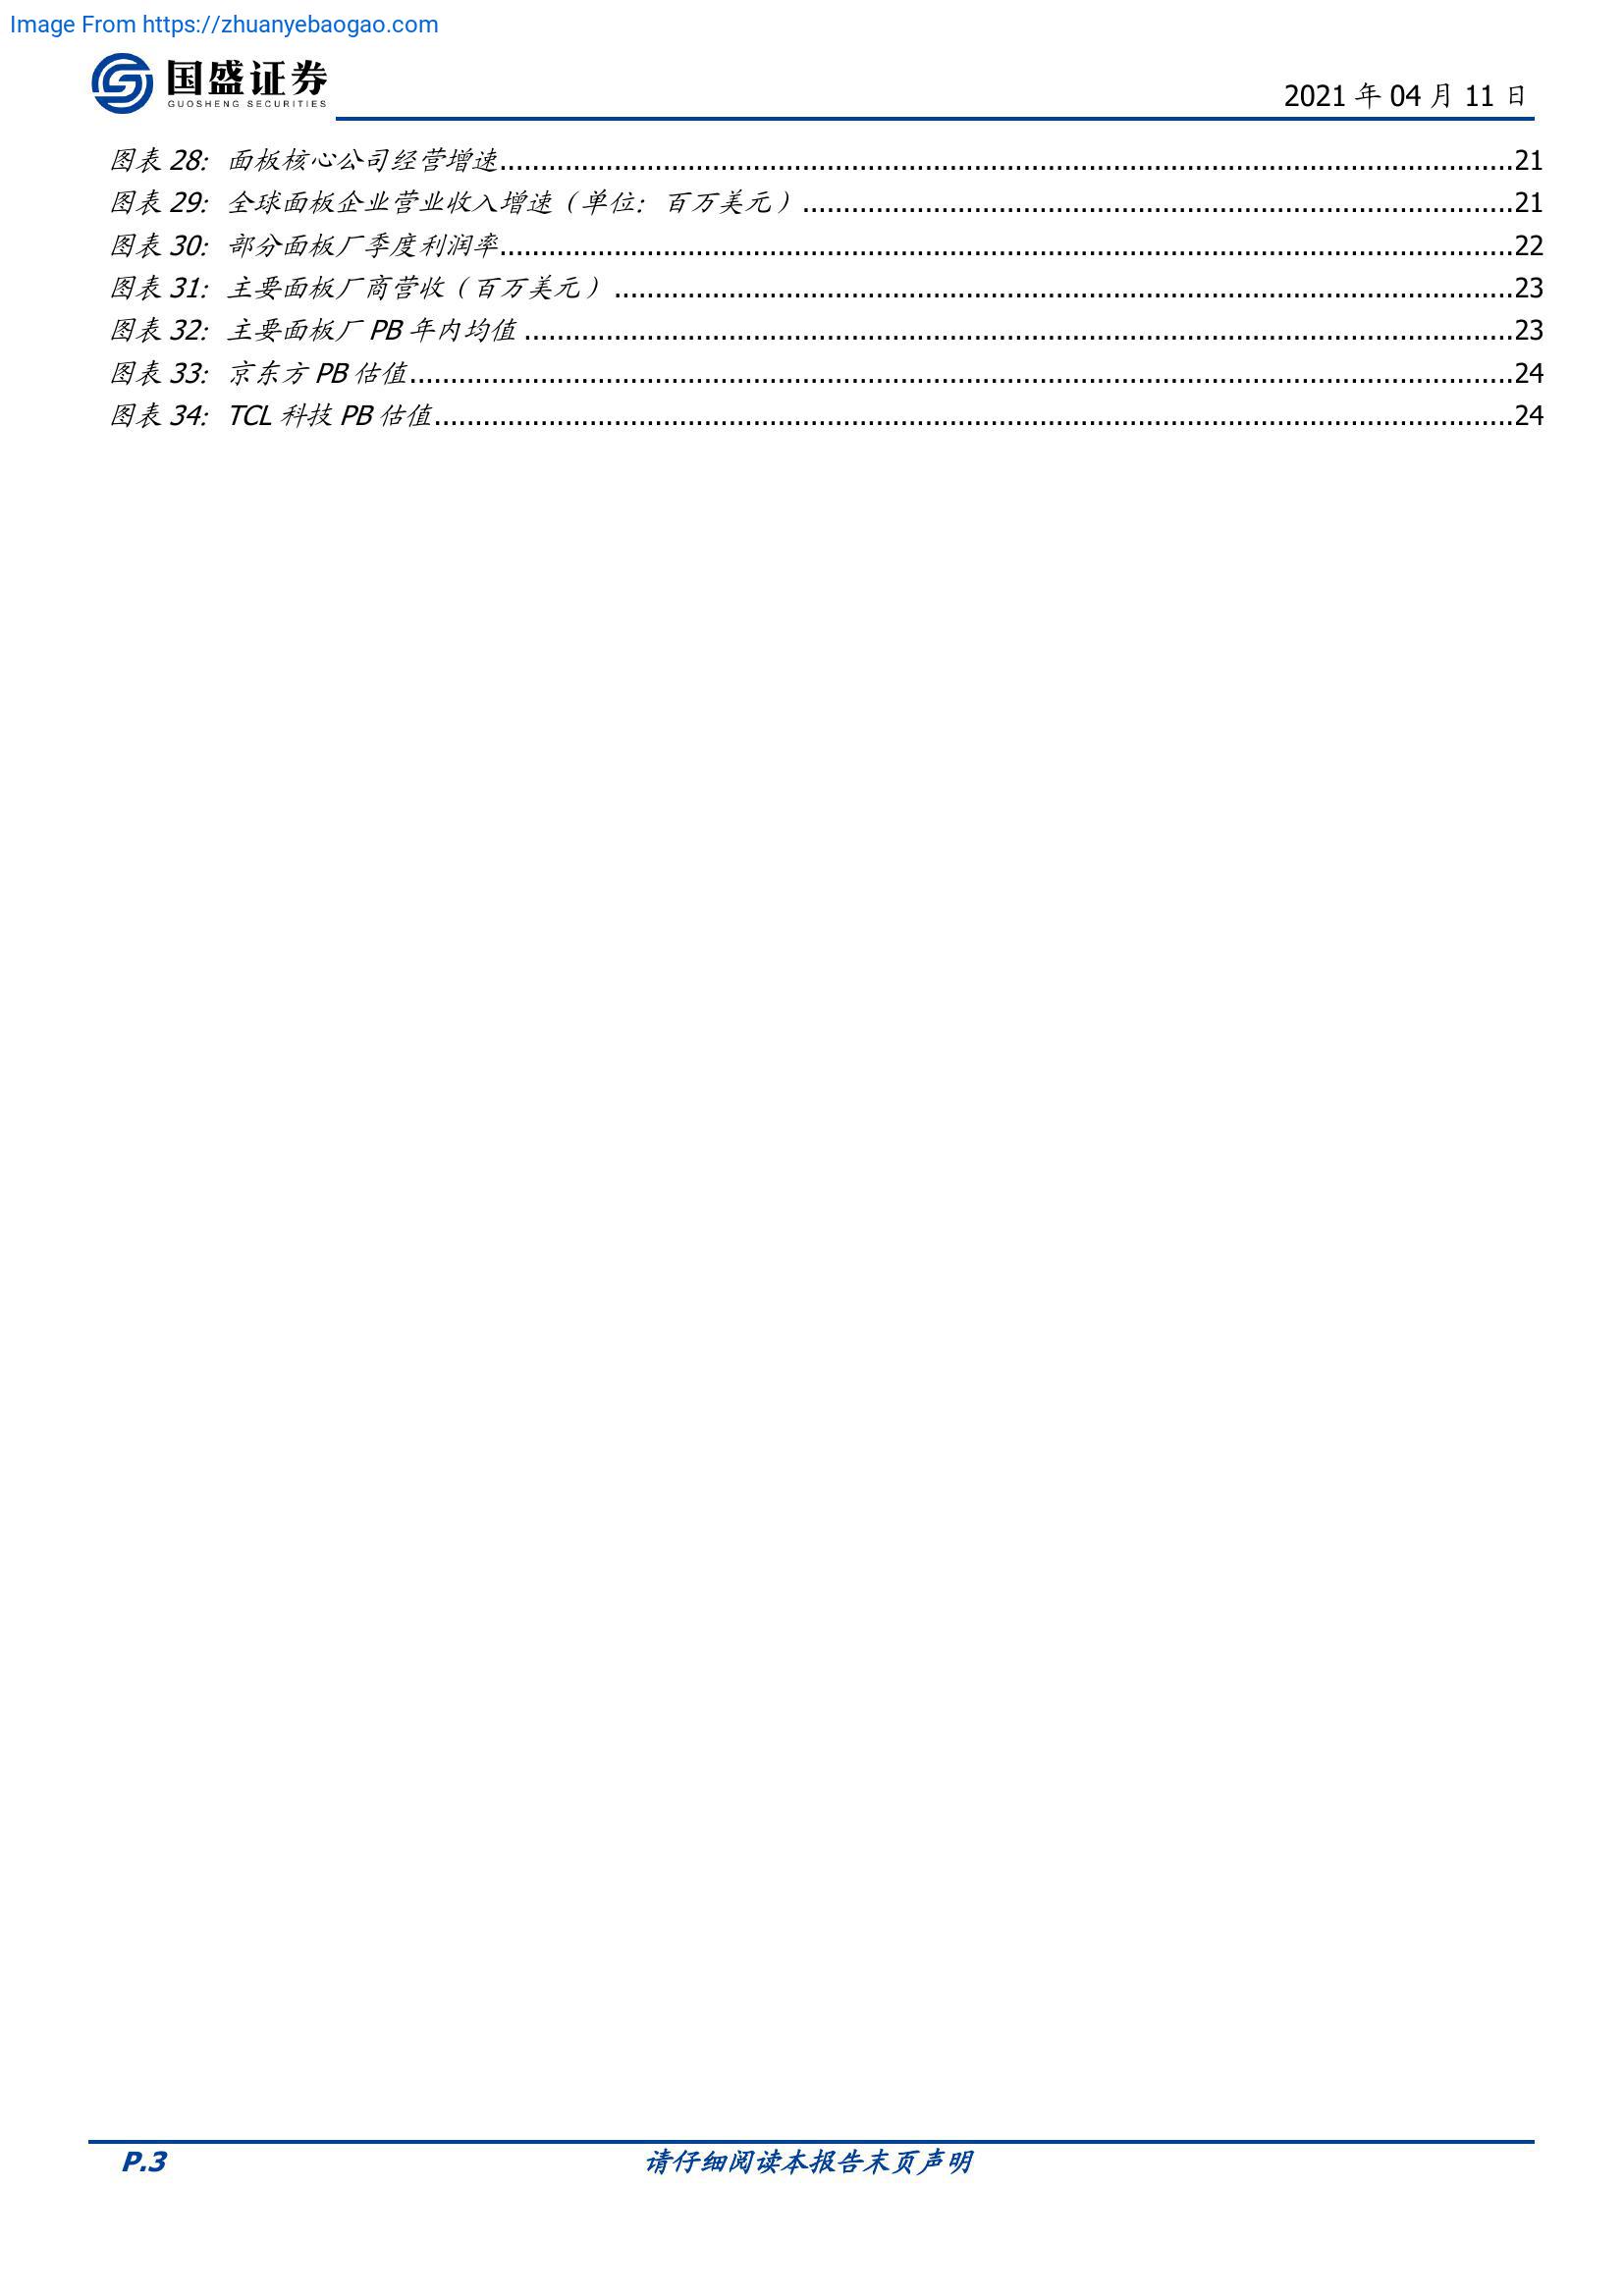 Image From https://zhuanyebaogao.com
国盛证券
GUOSHENG SECURITIES
2021 年 04 月 11 日
图表 28: 面板核心公司经营增速........................................................................................................................21
图表 29: 全球面板企业营业收入增速（单位: 百万美元）....................................................................................21
图表 30: 部分面板厂季度利润率........................................................................................................................22
图表 31: 主要面板厂商营收（百万美元）..........................................................................................................23
图表 32: 主要面板厂 PB 年内均值.....................................................................................................................23
图表 33: 京东方 PB 估值..................................................................................................................................24
图表 34: TCL 科技 PB 估值...............................................................................................................................24
P.3
请仔细阅读本报告末页声明